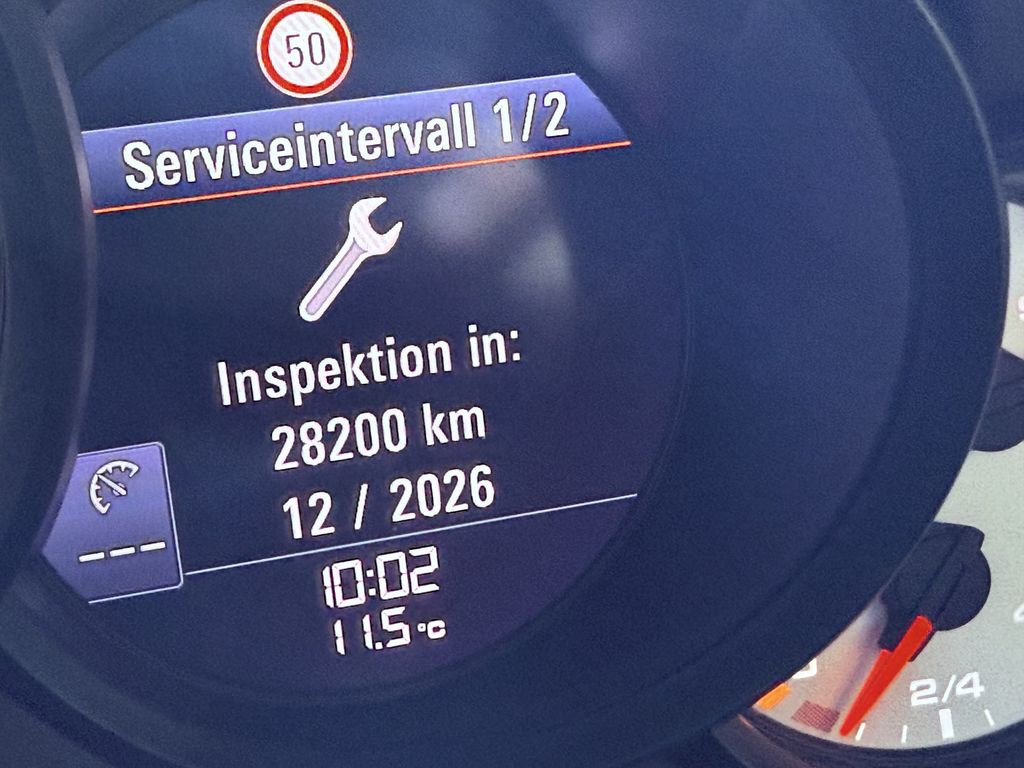 50
Serviceintervall 1/2
Inspektion in:
28200 km
12 / 2026
---
10:02
11.5 °C
2/4